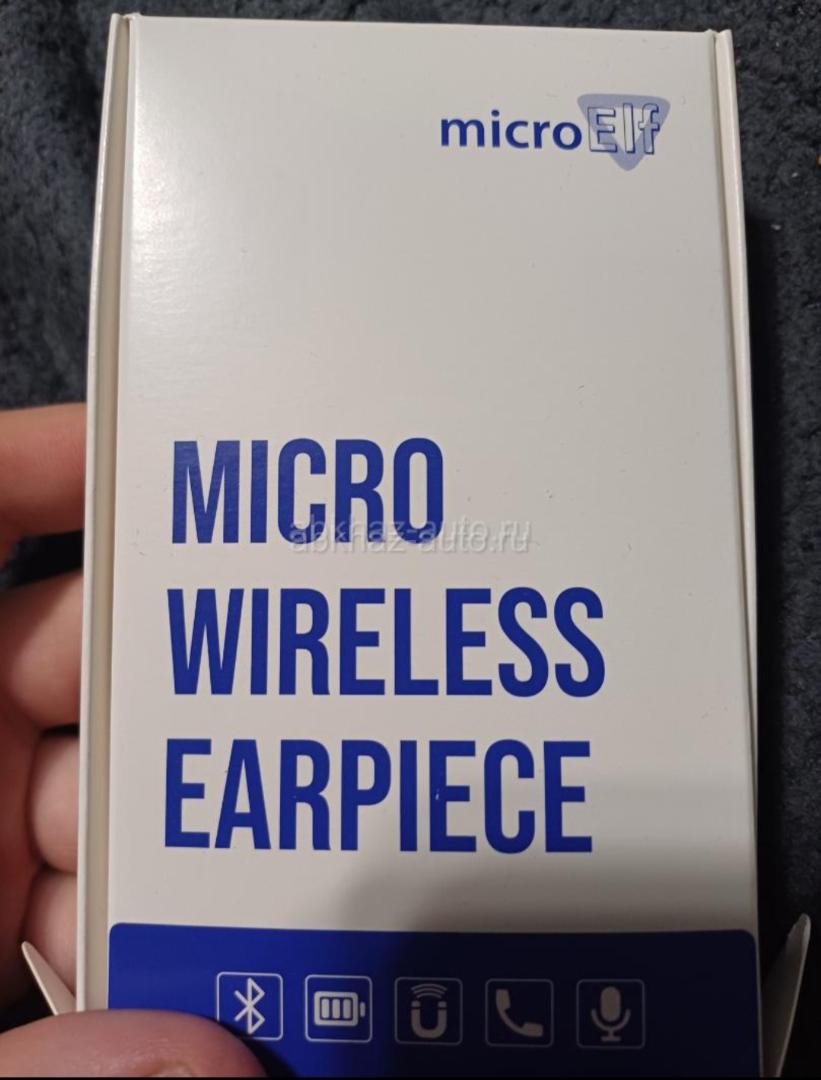 microElf
MICRO
abkhaz-auto.ru
WIRELESS
EARPIECE